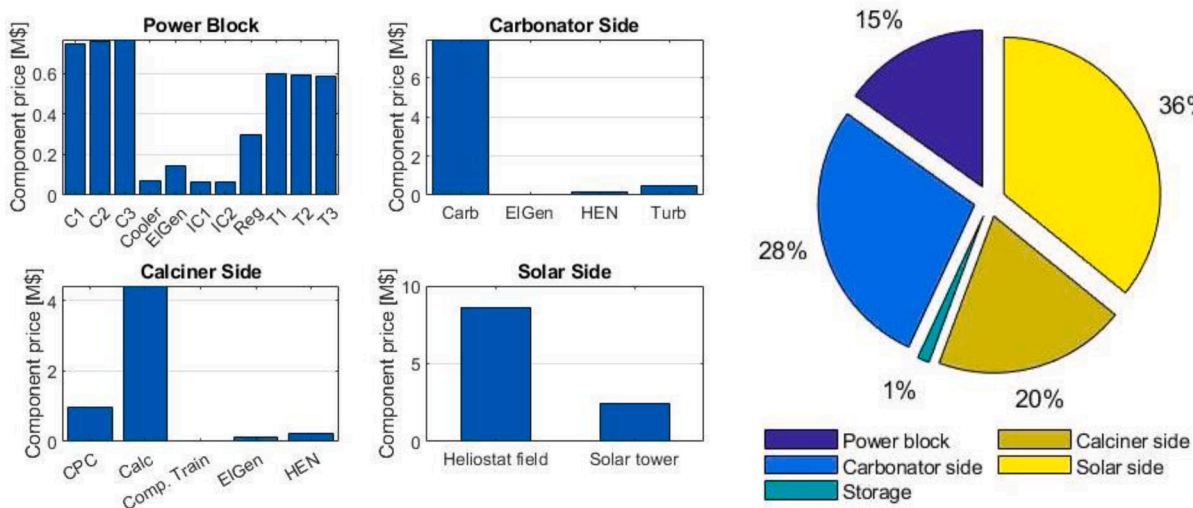 Power Block
Component price [M$]
0.6
0.4
0.2
0
C1
C2
C3
Cooler
ElGen
IC1
IC2
Reg
T1
T2
T3
Carbonator Side
Component price [M$]
6
4
2
0
Carb
ElGen
HEN
Turb
Calciner Side
Component price [M$]
4
2
0
CPC
Calc
Comp. Train
ElGen
HEN
Solar Side
Component price [M$]
10
5
0
Heliostat field
Solar tower
15%
36%
28%
1%
20%
Power block
Carbonator side
Storage
Calciner side
Solar side